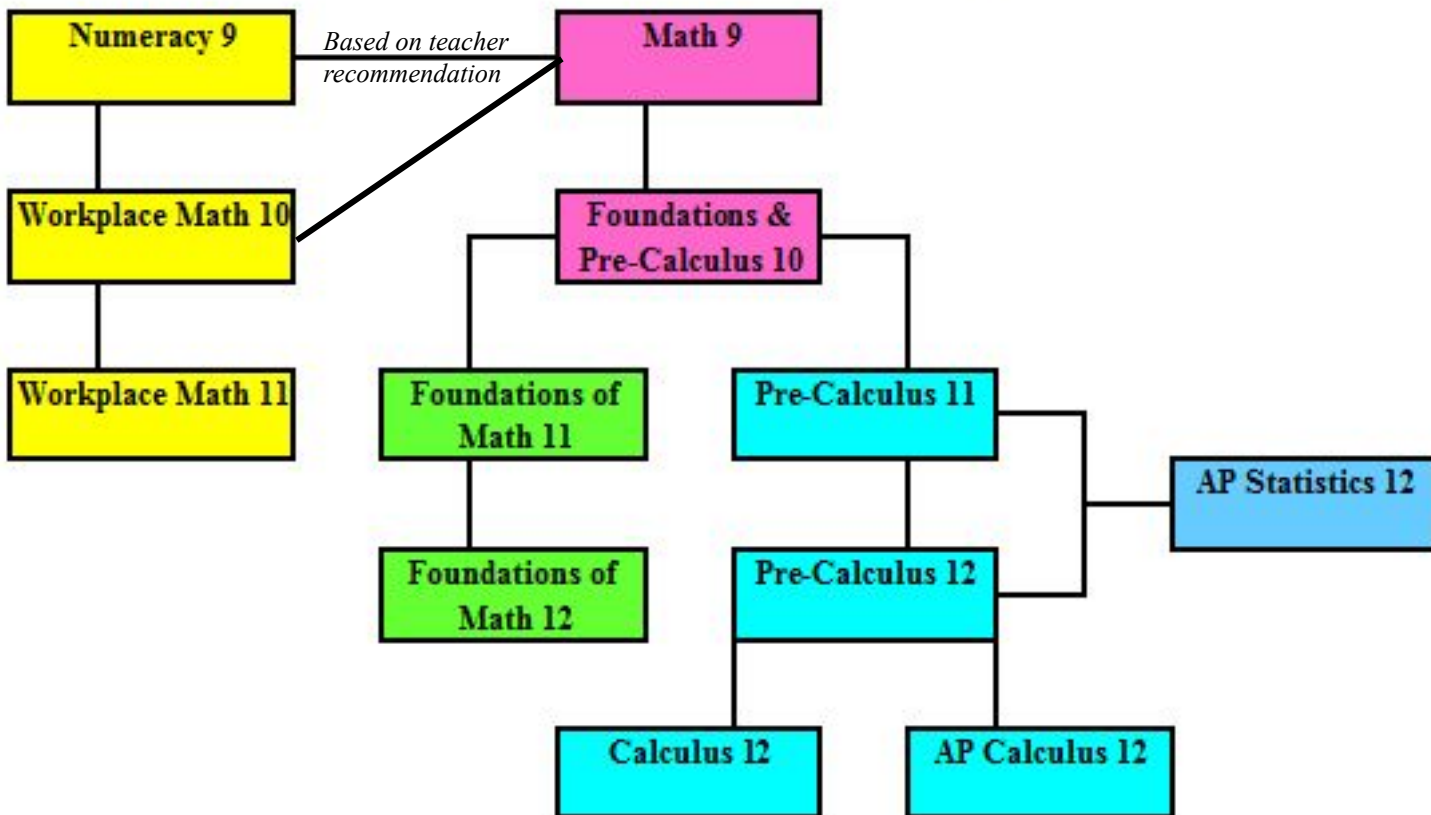 Numeracy 9
Based on teacher
recommendation
Math 9
Workplace Math 10
Foundations &
Pre-Calculus 10
Workplace Math 11
Foundations of
Math 11
Pre-Calculus 11
AP Statistics 12
Foundations of
Math 12
Pre-Calculus 12
Calculus 12
AP Calculus 12